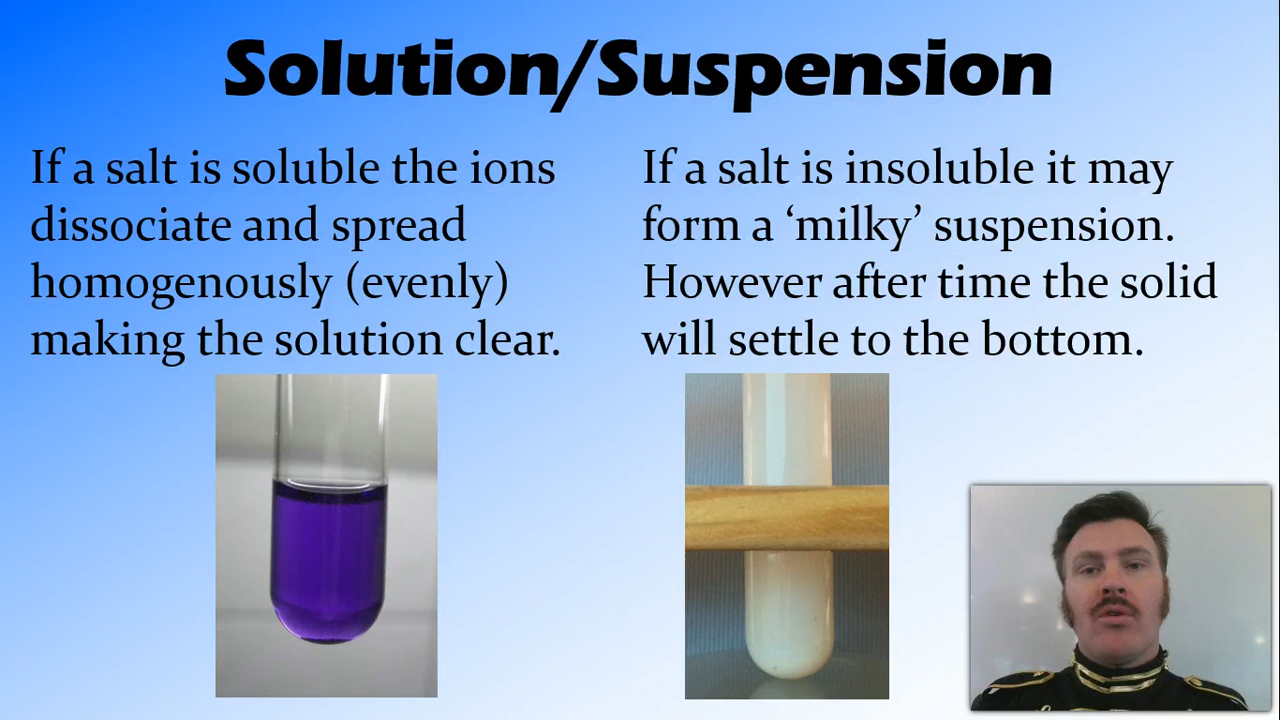 Solution/Suspension
If a salt is soluble the ions
dissociate and spread
homogenously (evenly)
making the solution clear.
If a salt is insoluble it may
form a ‘milky’ suspension.
However after time the solid
will settle to the bottom.